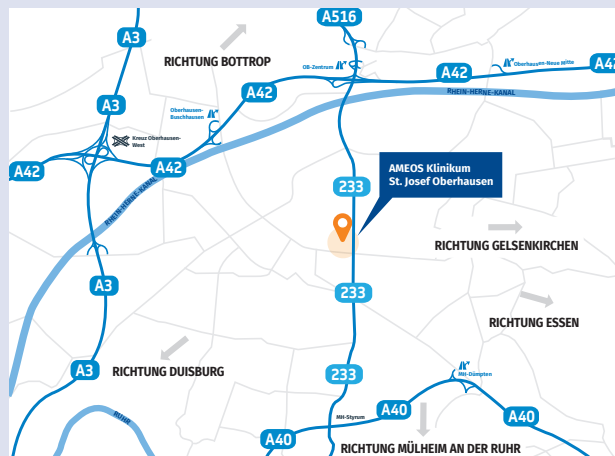 A516
A3
RICHTUNG BOTTROP
OB-Zentrum
Oberhausen-Neue Mitte
A42
A42
A42
RHEIN-HERNE-KANAL
A3
Oberhausen-
Buschhausen
Kreuz Oberhausen-
West
A42
A42
AMEOS Klinikum
St. Josef Oberhausen
233
RHEIN-HERNE-KANAL
RICHTUNG GELSENKIRCHEN
A3
233
RICHTUNG ESSEN
A3
RICHTUNG DUISBURG
233
MH-Dümpten
RUHR
MH-Styrum
A40
A40
A40
RICHTUNG MÜLHEIM AN DER RUHR